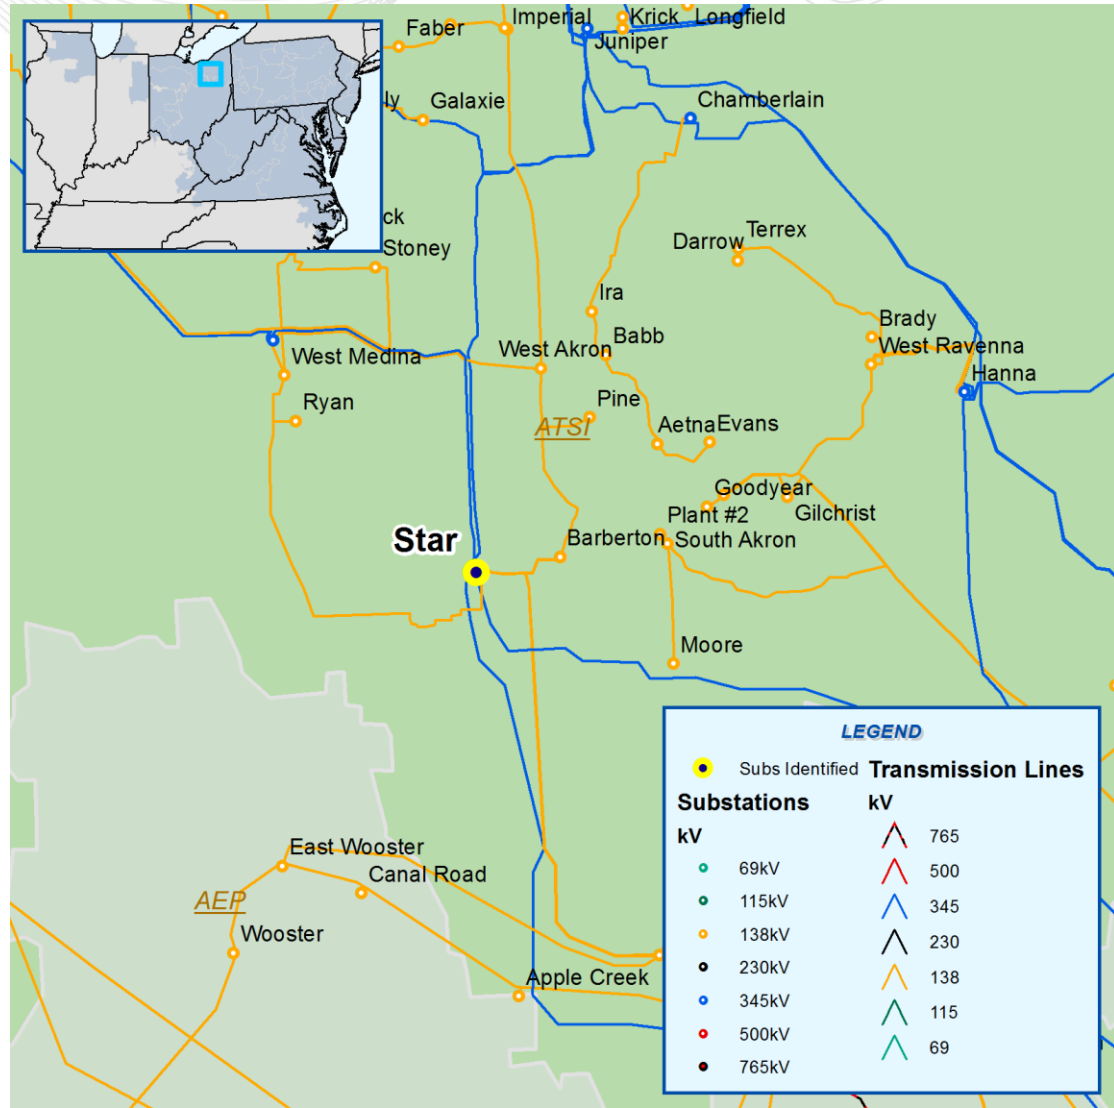 Imperial
Krick
Longfield
Faber
Juniper
ly
Galaxie
Chamberlain
ck
Stoney
Darrow
Terrex
Ira
Brady
Babb
West Ravenna
West Medina
West Akron
Hanna
Ryan
Pine
ATSI
Aetna
Evans
Goodyear
Plant #2
Gilchrist
Star
Barberton
South Akron
Moore
East Wooster
Canal Road
AEP
Wooster
Apple Creek
LEGEND
Subs Identified
Substations
kV
69kV
115kV
138kV
230kV
345kV
500kV
765kV
Transmission Lines
kV
765
500
345
230
138
115
69